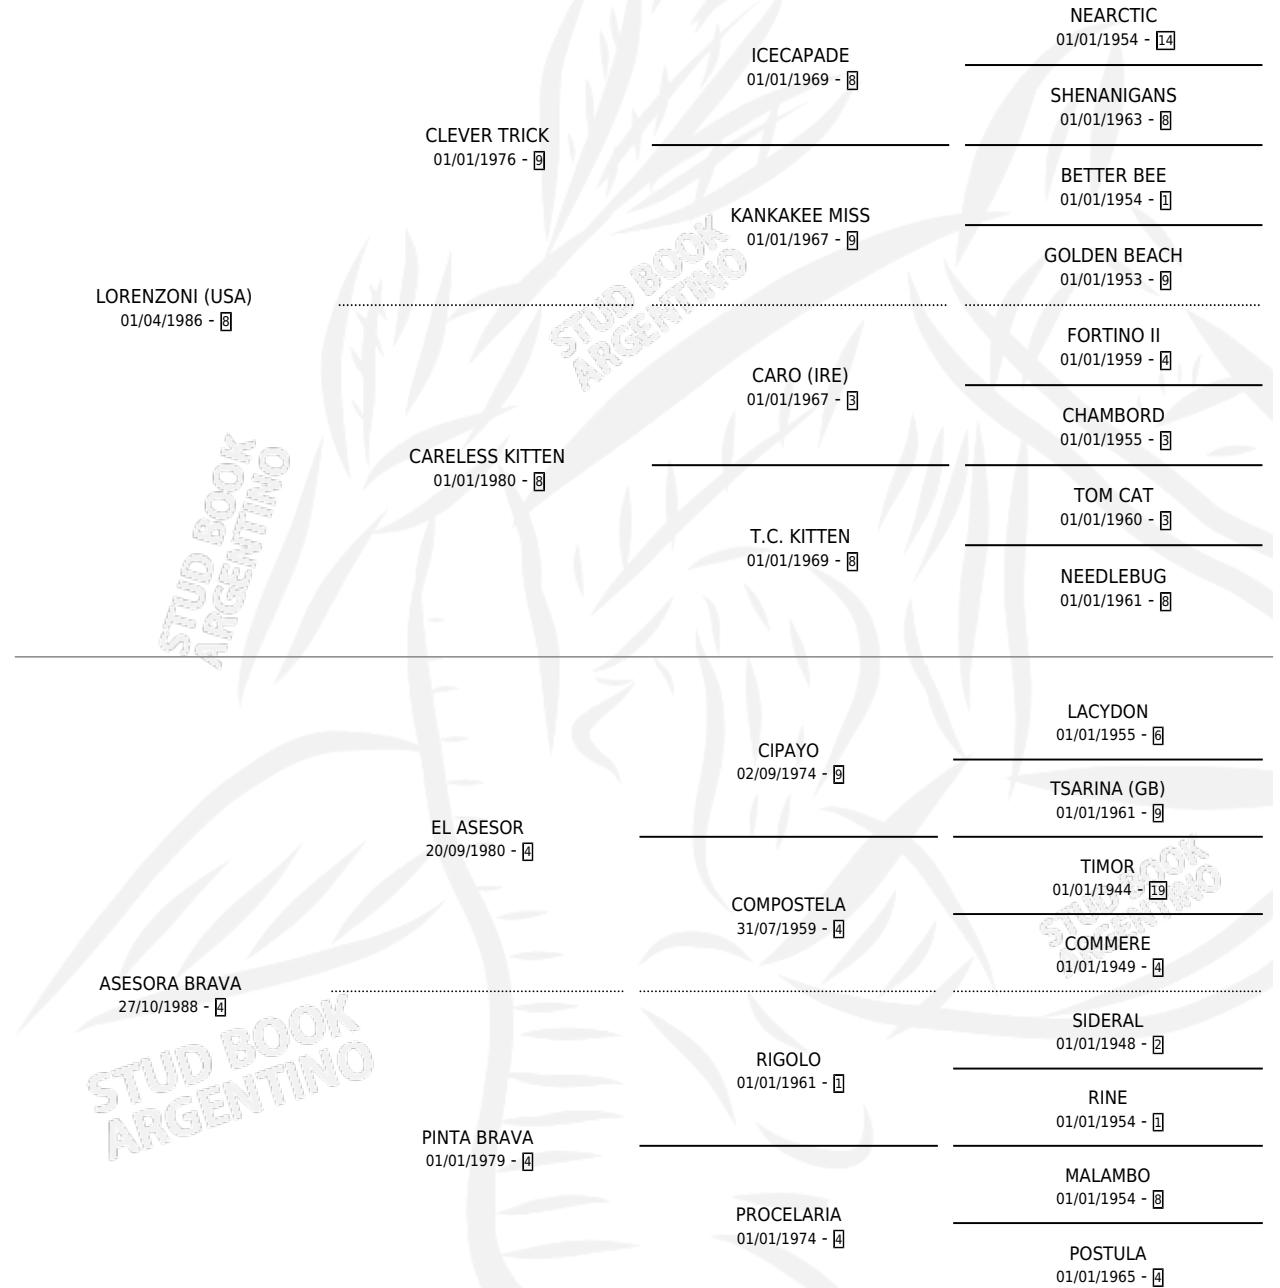 NEARCTIC
01/01/1954 - 14
ICECAPADE
01/01/1969 - 8
SHENANIGANS
01/01/1963 - 8
CLEVER TRICK
01/01/1976 - 9
BETTER BEE
01/01/1954 - 1
KANKAKEE MISS
01/01/1967 - 9
GOLDEN BEACH
01/01/1953 - 9
LORENZONI (USA)
01/04/1986 - 8
FORTINO II
01/01/1959 - 4
CARO (IRE)
01/01/1967 - 3
CHAMBORD
01/01/1955 - 3
CARELESS KITTEN
01/01/1980 - 8
TOM CAT
01/01/1960 - 3
T.C. KITTEN
01/01/1969 - 8
NEEDLEBUG
01/01/1961 - 8
STUD BOOK
ARGENTINO
STUD BOOK
ARGENTINO
LACYDON
01/01/1955 - 6
CIPAYO
02/09/1974 - 9
TSARINA (GB)
01/01/1961 - 9
EL ASESOR
20/09/1980 - 4
TIMOR
01/01/1944 - 19
COMPOSTELA
31/07/1959 - 4
COMMERE
01/01/1949 - 4
ASESORA BRAVA
27/10/1988 - 4
SIDERAL
01/01/1948 - 2
RIGOLO
01/01/1961 - 1
RINE
01/01/1954 - 1
PINTA BRAVA
01/01/1979 - 4
MALAMBO
01/01/1954 - 8
PROCELARIA
01/01/1974 - 4
POSTULA
01/01/1965 - 4
STUD BOOK
ARGENTINO
STUD BOOK
ARGENTINO